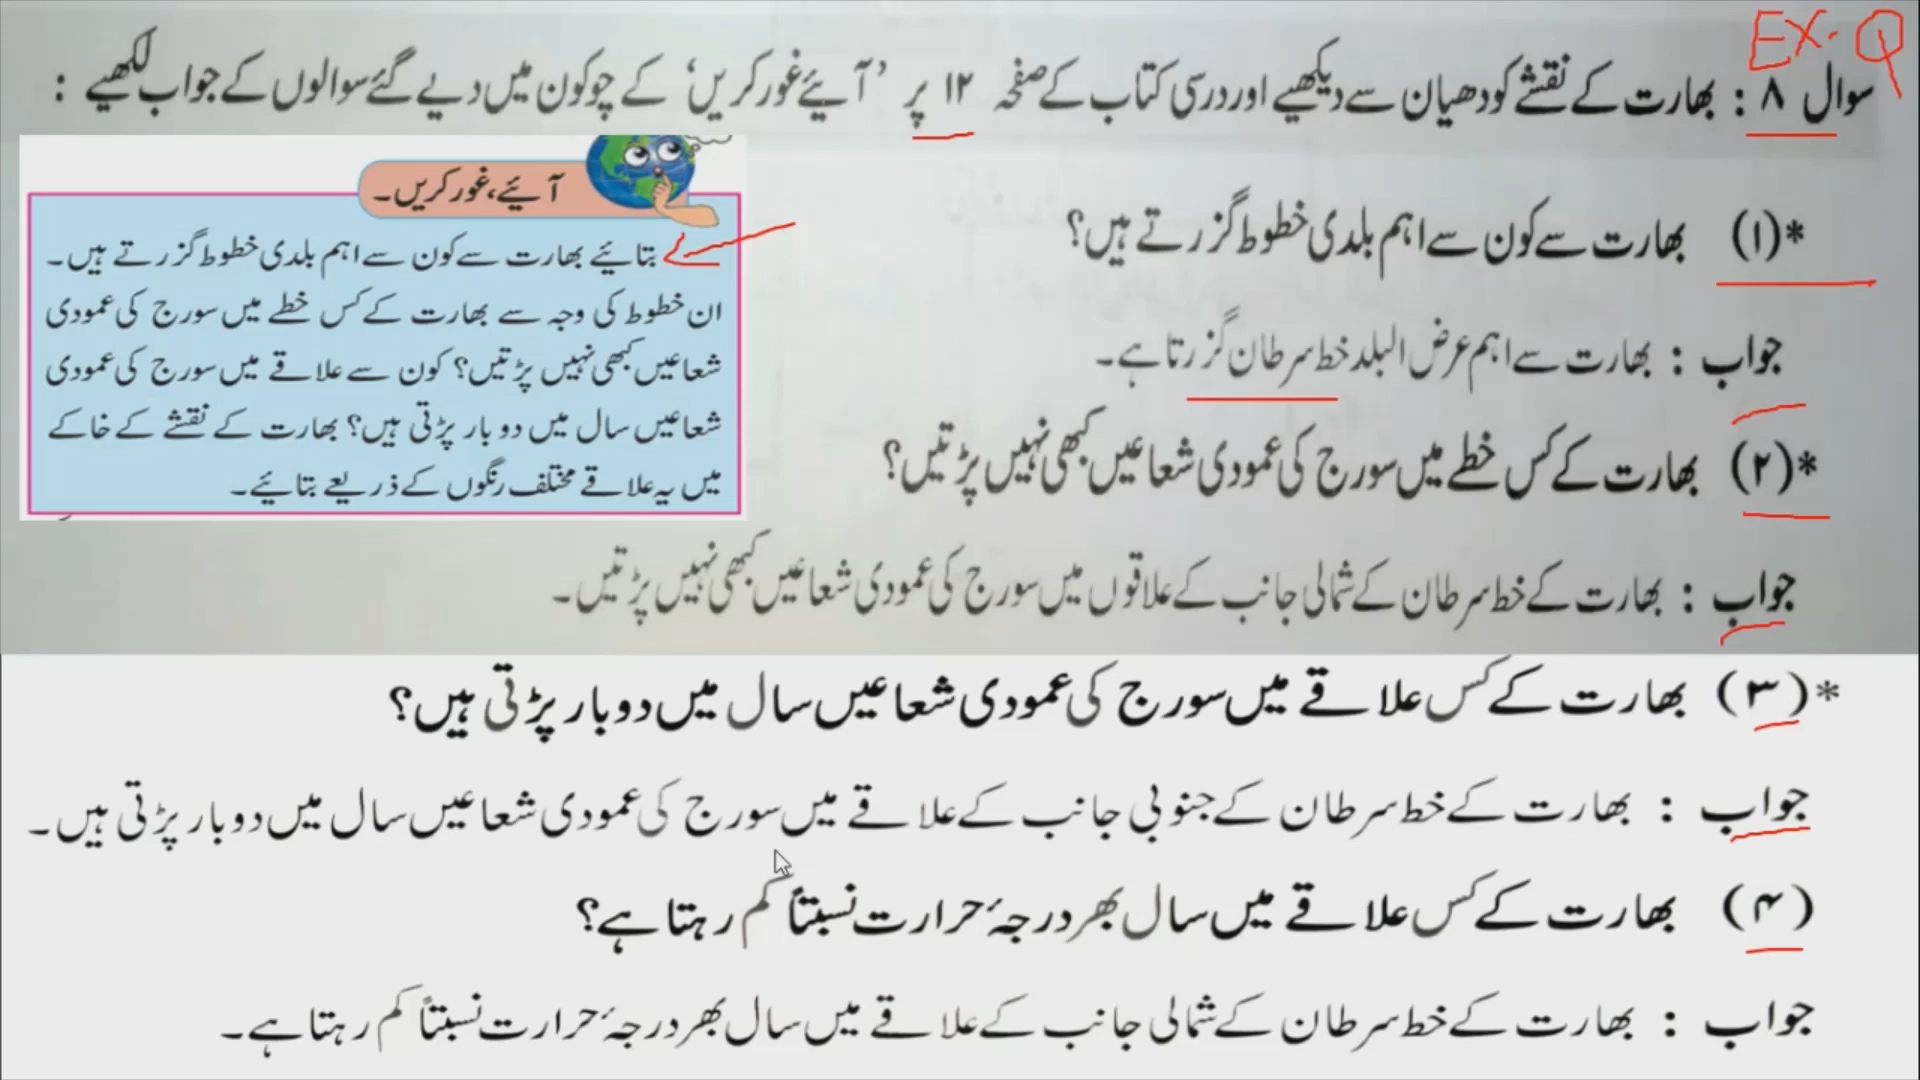 EX. Q
سوال ۸ : بھارت کے نقشے کو دھیان سے دیکھیے اور درسی کتاب کے صفحہ ۱۲ پر ’آئیے غور کریں‘ کے چوکون میں دیے گئے سوالوں کے جواب لکھیے :
*(۱) بھارت سے کون سے اہم بلدی خطوط گزرتے ہیں؟
جواب : بھارت سے اہم عرض البلد خط سرطان گزرتا ہے۔
*(۲) بھارت کے کس خطے میں سورج کی عمودی شعاعیں کبھی نہیں پڑتیں؟
جواب : بھارت کے خط سرطان کے شمالی جانب کے علاقوں میں سورج کی عمودی شعاعیں کبھی نہیں پڑتیں۔
آئیے، غور کریں۔
بتائیے بھارت سے کون سے اہم بلدی خطوط گزرتے ہیں۔
ان خطوط کی وجہ سے بھارت کے کس خطے میں سورج کی عمودی
شعاعیں کبھی نہیں پڑتیں؟ کون سے علاقے میں سورج کی عمودی
شعاعیں سال میں دو بار پڑتی ہیں؟ بھارت کے نقشے کے خاکے
میں یہ علاقے مختلف رنگوں کے ذریعے بتائیے۔
*(۳) بھارت کے کس علاقے میں سورج کی عمودی شعاعیں سال میں دو بار پڑتی ہیں؟
جواب : بھارت کے خط سرطان کے جنوبی جانب کے علاقے میں سورج کی عمودی شعاعیں سال میں دو بار پڑتی ہیں۔
(۴) بھارت کے کس علاقے میں سال بھر درجۂ حرارت نسبتاً کم رہتا ہے؟
جواب : بھارت کے خط سرطان کے شمالی جانب کے علاقے میں سال بھر درجۂ حرارت نسبتاً کم رہتا ہے۔